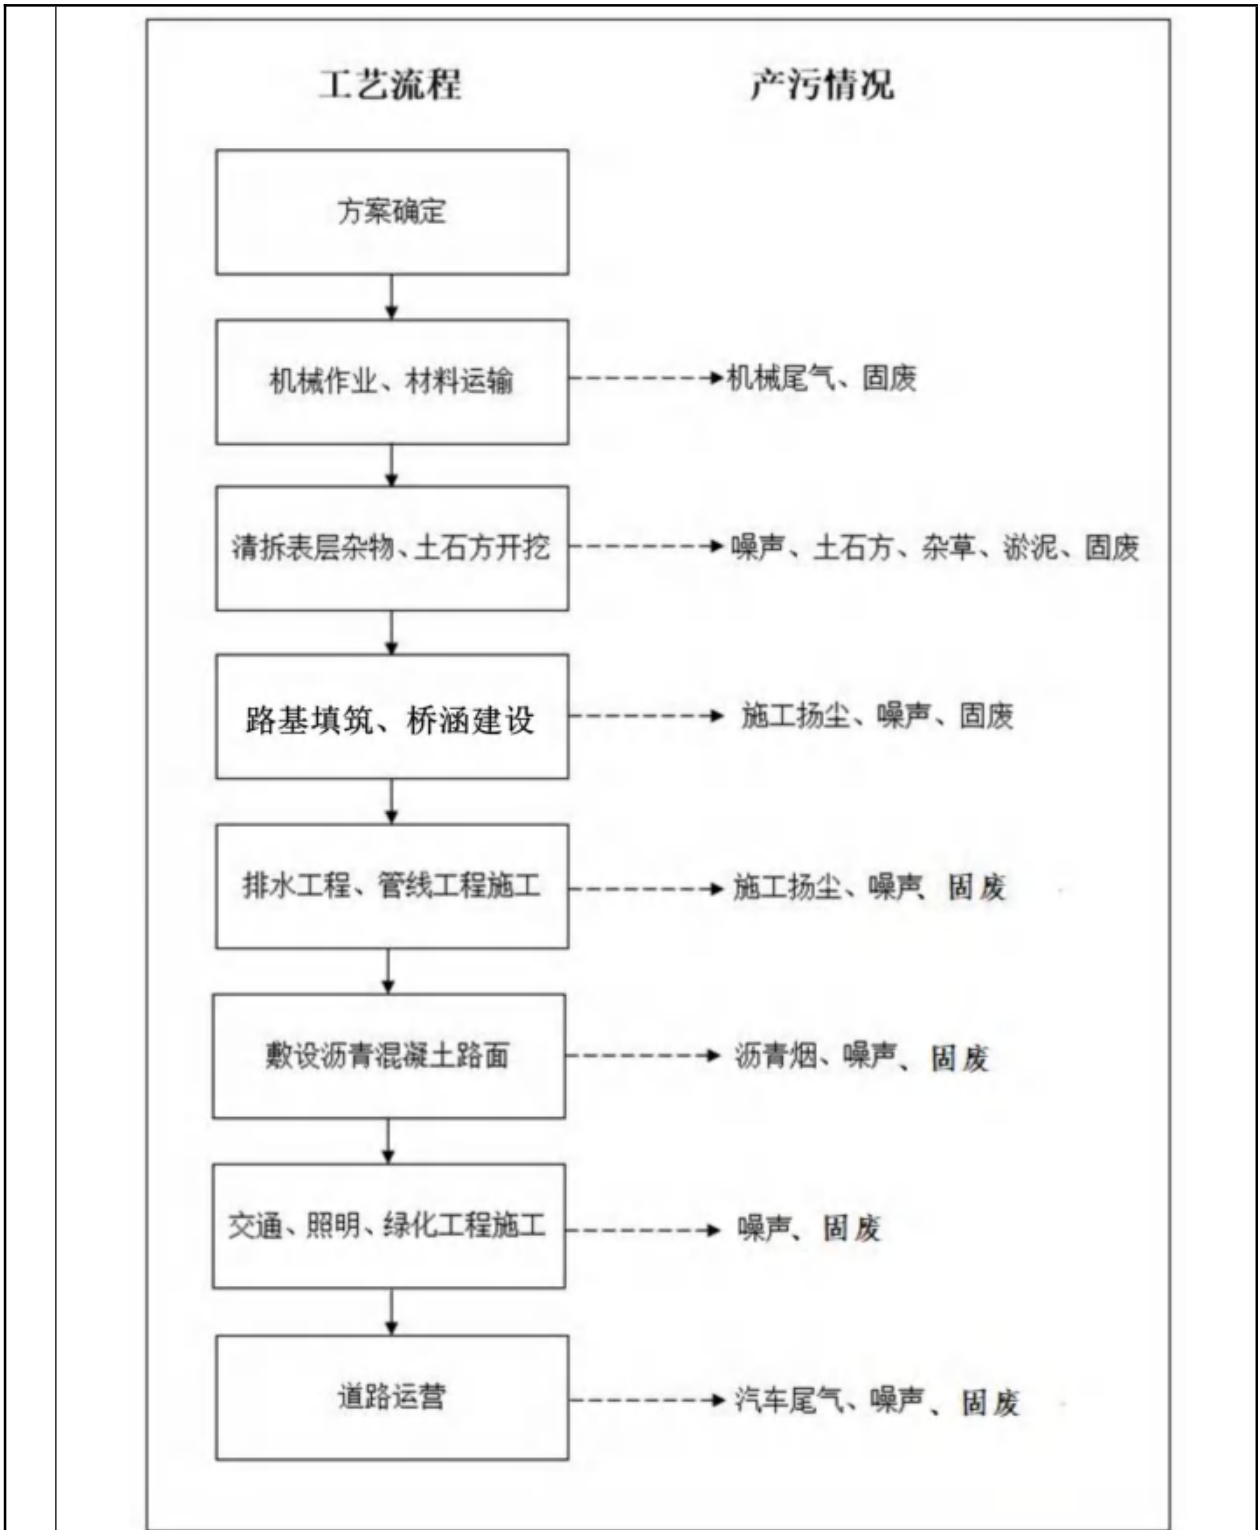 工艺流程 产污情况
方案确定
机械作业、材料运输 机械尾气、固废
清拆表层杂物、土石方开挖 噪声、土石方、杂草、淤泥、固废
路基填筑、桥涵建设 施工扬尘、噪声、固废
排水工程、管线工程施工 施工扬尘、噪声、固废
敷设沥青混凝土路面 沥青烟、噪声、固废
交通、照明、绿化工程施工 噪声、固废
道路运营 汽车尾气、噪声、固废